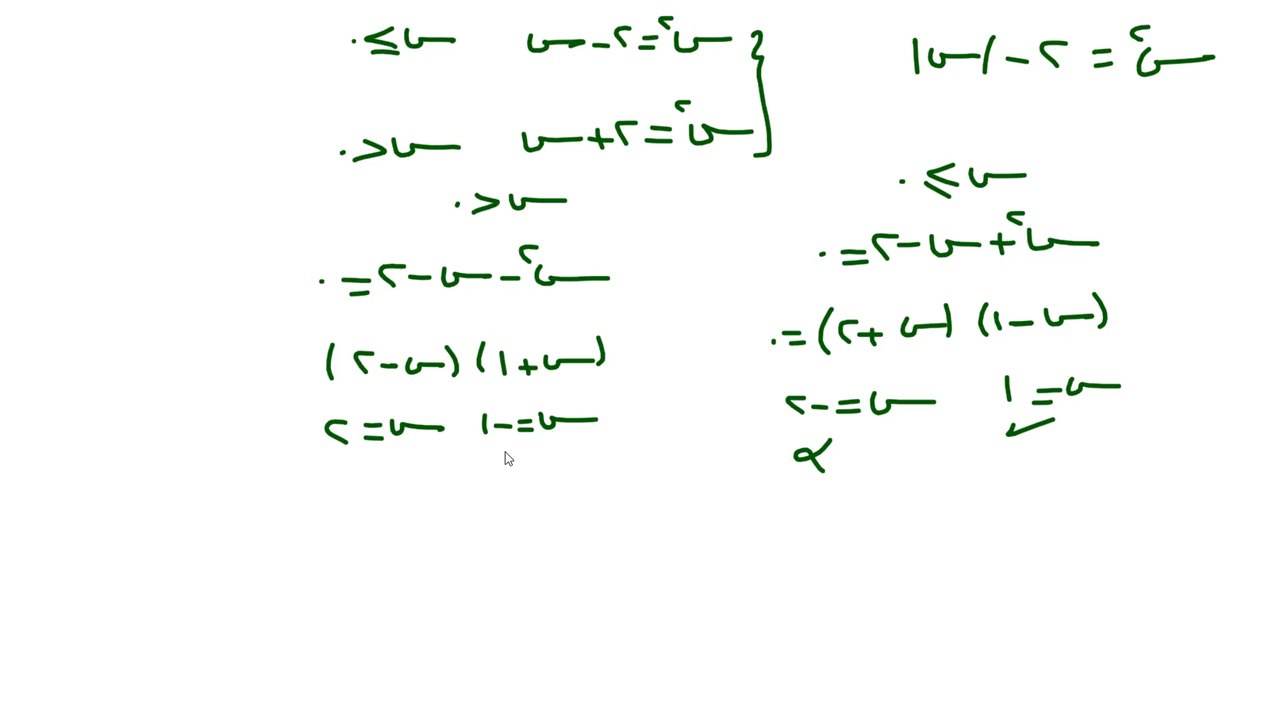 س٢ = ٢ − |س|
س٢ = ٢ − س   س ≥ ٠
س٢ = ٢ + س   س < ٠
س ≥ ٠
س٢ + س − ٢ = ٠
(س − ١) (س + ٢) = ٠
س = ١   س = −٢
س < ٠
س٢ − س − ٢ = ٠
(س + ١) (س − ٢)
س = −١   س = ٢